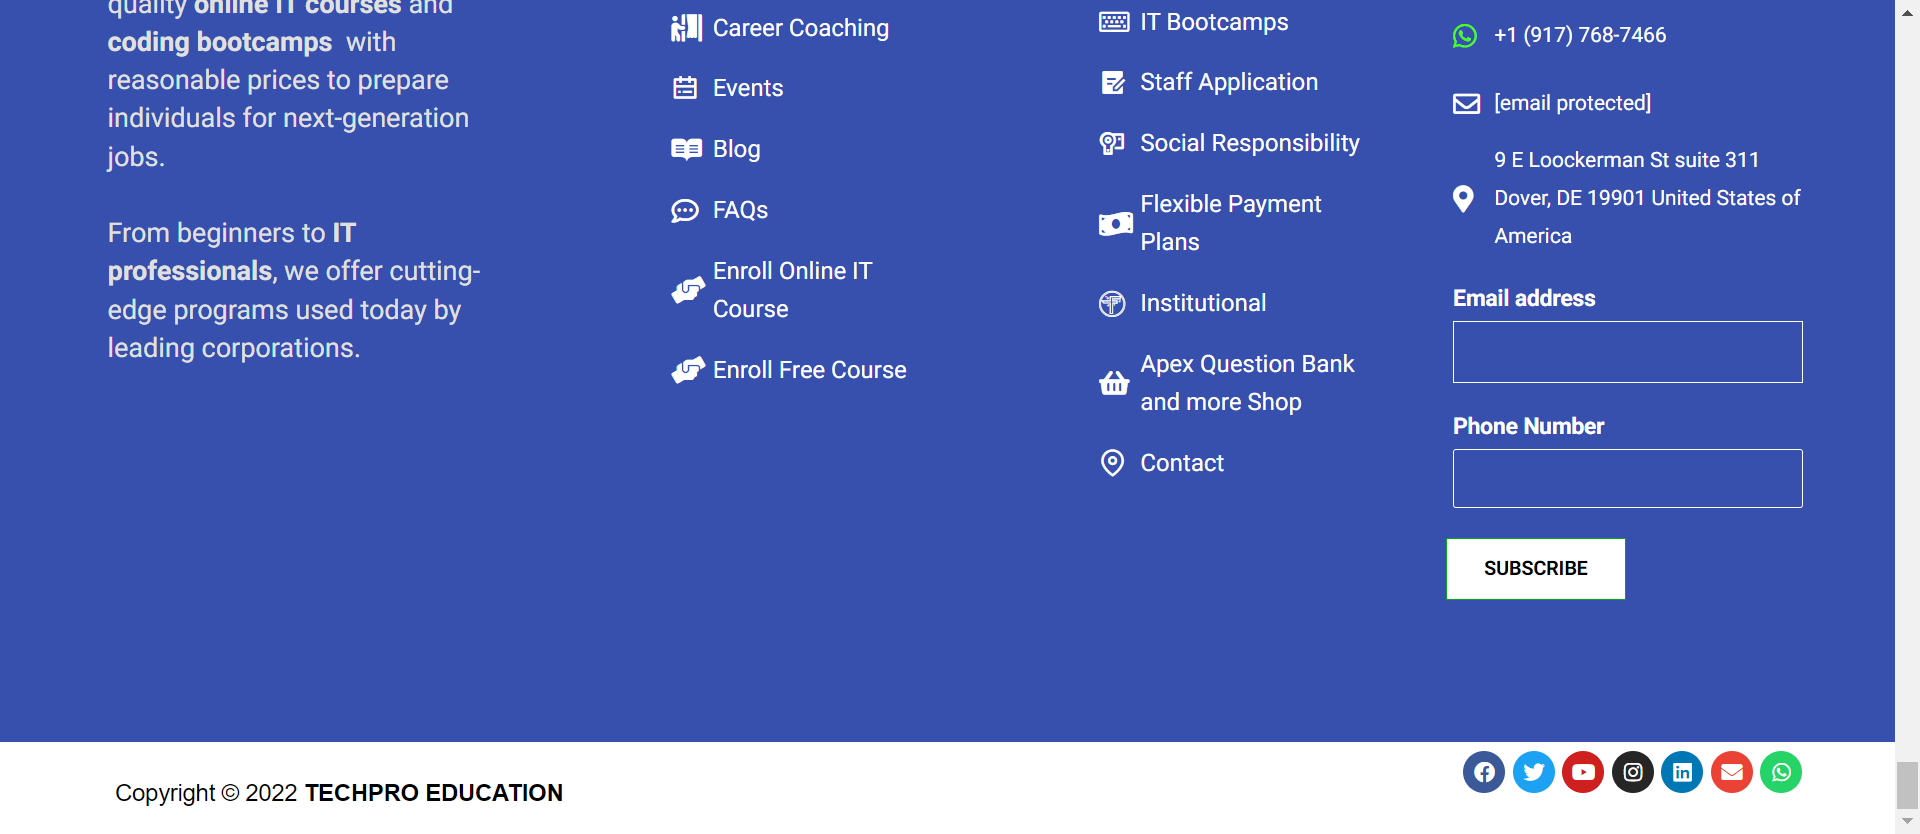 quality online IT courses and
coding bootcamps with
reasonable prices to prepare
individuals for next-generation
jobs.
From beginners to IT
professionals, we offer cutting-
edge programs used today by
leading corporations.
Career Coaching
Events
Blog
FAQs
Enroll Online IT
Course
Enroll Free Course
IT Bootcamps
Staff Application
Social Responsibility
Flexible Payment
Plans
Institutional
Apex Question Bank
and more Shop
Contact
+1 (917) 768-7466
[email protected]
9 E Loockerman St suite 311
Dover, DE 19901 United States of
America
Email address
Phone Number
SUBSCRIBE
Copyright © 2022 TECHPRO EDUCATION